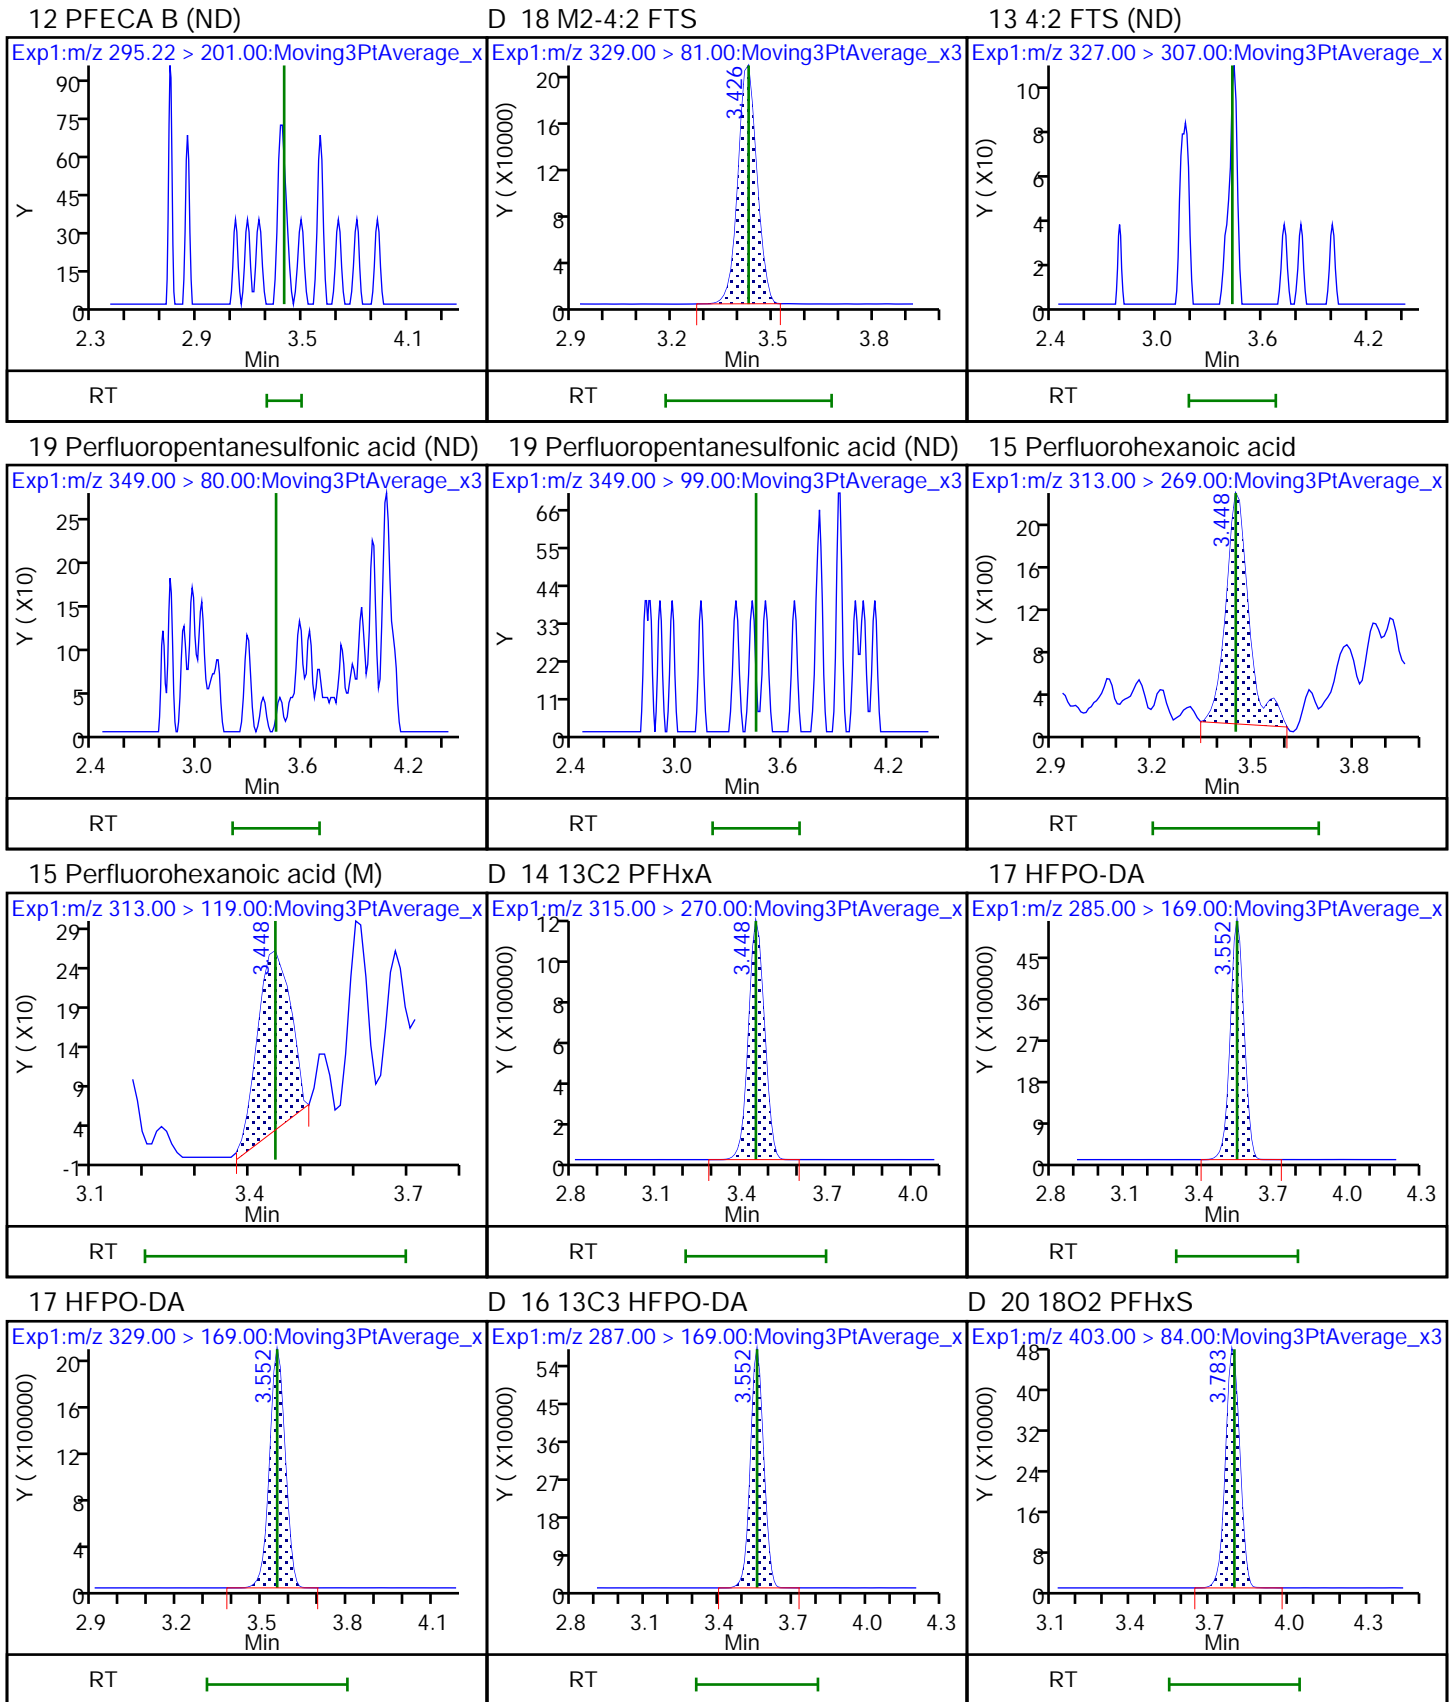 12 PFECA B (ND)
Exp1:m/z 295.22 > 201.00:Moving3PtAverage_x
Y
90
75
60
45
30
15
0
2.3 2.9 3.5 4.1
Min
RT
D 18 M2-4:2 FTS
Exp1:m/z 329.00 > 81.00:Moving3PtAverage_x3
3.426
Y ( X10000)
20
16
12
8
4
0
2.9 3.2 3.5 3.8
Min
RT
13 4:2 FTS (ND)
Exp1:m/z 327.00 > 307.00:Moving3PtAverage_x
Y ( X10)
10
8
6
4
2
0
2.4 3.0 3.6 4.2
Min
RT
19 Perfluoropentanesulfonic acid (ND)
Exp1:m/z 349.00 > 80.00:Moving3PtAverage_x3
Y ( X10)
25
20
15
10
5
0
2.4 3.0 3.6 4.2
Min
RT
19 Perfluoropentanesulfonic acid (ND)
Exp1:m/z 349.00 > 99.00:Moving3PtAverage_x3
Y
66
55
44
33
22
11
0
2.4 3.0 3.6 4.2
Min
RT
15 Perfluorohexanoic acid
Exp1:m/z 313.00 > 269.00:Moving3PtAverage_x
3.448
Y ( X100)
20
16
12
8
4
0
2.9 3.2 3.5 3.8
Min
RT
15 Perfluorohexanoic acid (M)
Exp1:m/z 313.00 > 119.00:Moving3PtAverage_x
3.448
Y ( X10)
29
24
19
14
9
4
-1
3.1 3.4 3.7
Min
RT
D 14 13C2 PFHxA
Exp1:m/z 315.00 > 270.00:Moving3PtAverage_x
3.448
Y ( X100000)
12
10
8
6
4
2
0
2.8 3.1 3.4 3.7 4.0
Min
RT
17 HFPO-DA
Exp1:m/z 285.00 > 169.00:Moving3PtAverage_x
3.552
Y ( X100000)
45
36
27
18
9
0
2.8 3.1 3.4 3.7 4.0 4.3
Min
RT
17 HFPO-DA
Exp1:m/z 329.00 > 169.00:Moving3PtAverage_x
3.552
Y ( X100000)
20
16
12
8
4
0
2.9 3.2 3.5 3.8 4.1
Min
RT
D 16 13C3 HFPO-DA
Exp1:m/z 287.00 > 169.00:Moving3PtAverage_x
3.552
Y ( X10000)
54
45
36
27
18
9
0
2.8 3.1 3.4 3.7 4.0 4.3
Min
RT
D 20 18O2 PFHxS
Exp1:m/z 403.00 > 84.00:Moving3PtAverage_x3
3.783
Y ( X10000)
48
40
32
24
16
8
0
3.1 3.4 3.7 4.0 4.3
Min
RT